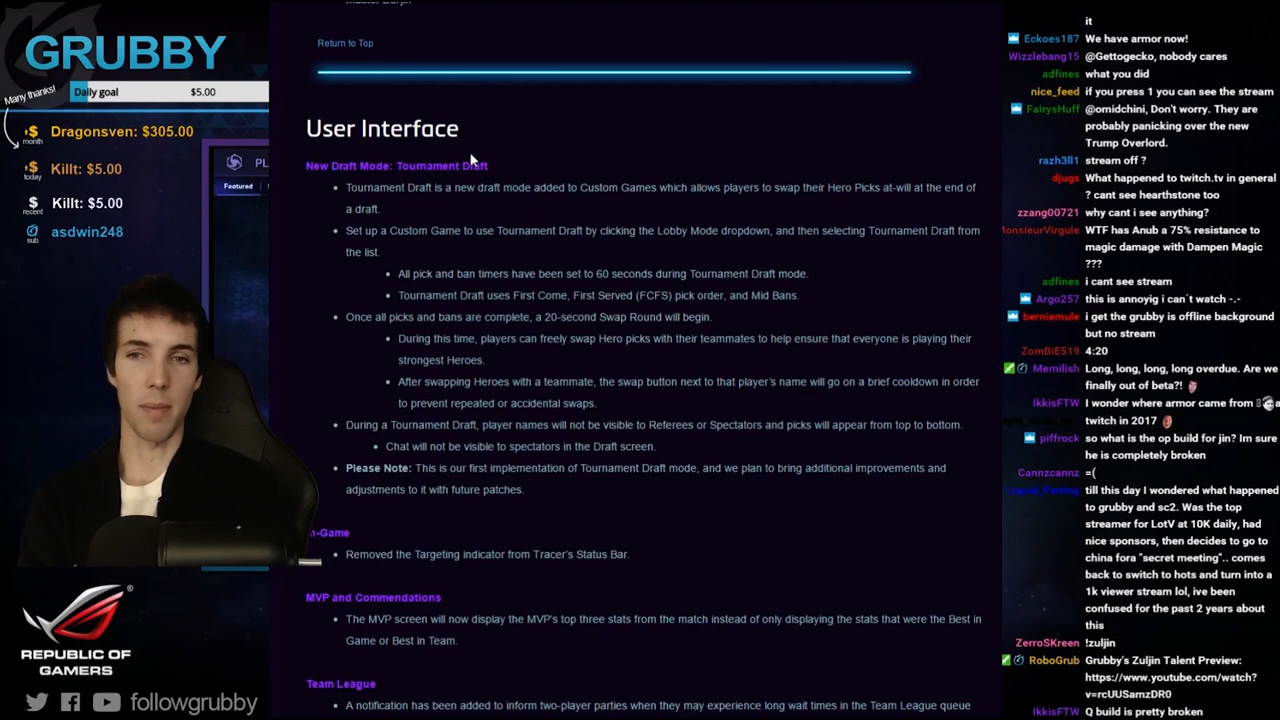 GRUBBY
Many thanks!
Daily goal $5.00
month Dragonsven: $305.00
today Killt: $5.00
recent Killt: $5.00
sub asdwin248
Featured
REPUBLIC OF
GAMERS
followgrubby
Return to Top
User Interface
New Draft Mode: Tournament Draft
Tournament Draft is a new draft mode added to Custom Games which allows players to swap their Hero Picks at-will at the end of
a draft.
Set up a Custom Game to use Tournament Draft by clicking the Lobby Mode dropdown, and then selecting Tournament Draft from
the list.
All pick and ban timers have been set to 60 seconds during Tournament Draft mode.
Tournament Draft uses First Come, First Served (FCFS) pick order, and Mid Bans.
Once all picks and bans are complete, a 20-second Swap Round will begin.
During this time, players can freely swap Hero picks with their teammates to help ensure that everyone is playing their
strongest Heroes.
After swapping Heroes with a teammate, the swap button next to that player's name will go on a brief cooldown in order
to prevent repeated or accidental swaps.
During a Tournament Draft, player names will not be visible to Referees or Spectators and picks will appear from top to bottom.
Chat will not be visible to spectators in the Draft screen.
Please Note: This is our first implementation of Tournament Draft mode, and we plan to bring additional improvements and
adjustments to it with future patches.
n-Game
Removed the Targeting indicator from Tracer's Status Bar.
MVP and Commendations
The MVP screen will now display the MVP's top three stats from the match instead of only displaying the stats that were the Best in
Game or Best in Team.
Team League
A notification has been added to inform two-player parties when they may experience long wait times in the Team League queue
it
Eckoes187 We have armor now!
Wizzlebang15 @Gettogecko, nobody cares
adfines what you did
nice_feed if you press 1 you can see the stream
FairysHuff @omidchini, Don't worry. They are
probably panicking over the new
Trump Overlord.
razh3ll1 stream off ?
djugs What happened to twitch.tv in general
? cant see hearthstone too
zzang00721 why cant i see anything?
MonsieurVirgule WTF has Anub a 75% resistance to
magic damage with Dampen Magic
???
adfines i cant see stream
Argo257 this is annoyig i can´t watch -.-
berniemule i get the grubby is offline background
but no stream
ZomBiE519 4:20
Memilish Long, long, long, long overdue. Are we
finally out of beta?!
IkkisFTW I wonder where armor came from
twitch in 2017
piffrock so what is the op build for jin? Im sure
he is completely broken
Cannzcannz =(
till this day I wondered what happened
to grubby and sc2. Was the top
streamer for LotV at 10K daily, had
nice sponsors, then decides to go to
china fora "secret meeting".. comes
back to switch to hots and turn into a
1k viewer stream lol, ive been
confused for the past 2 years about
this
ZerroSKreen !zuljin
RoboGrub Grubby's Zuljin Talent Preview:
https://www.youtube.com/watch?
v=rcUUSamzDR0
IkkisFTW Q build is pretty broken